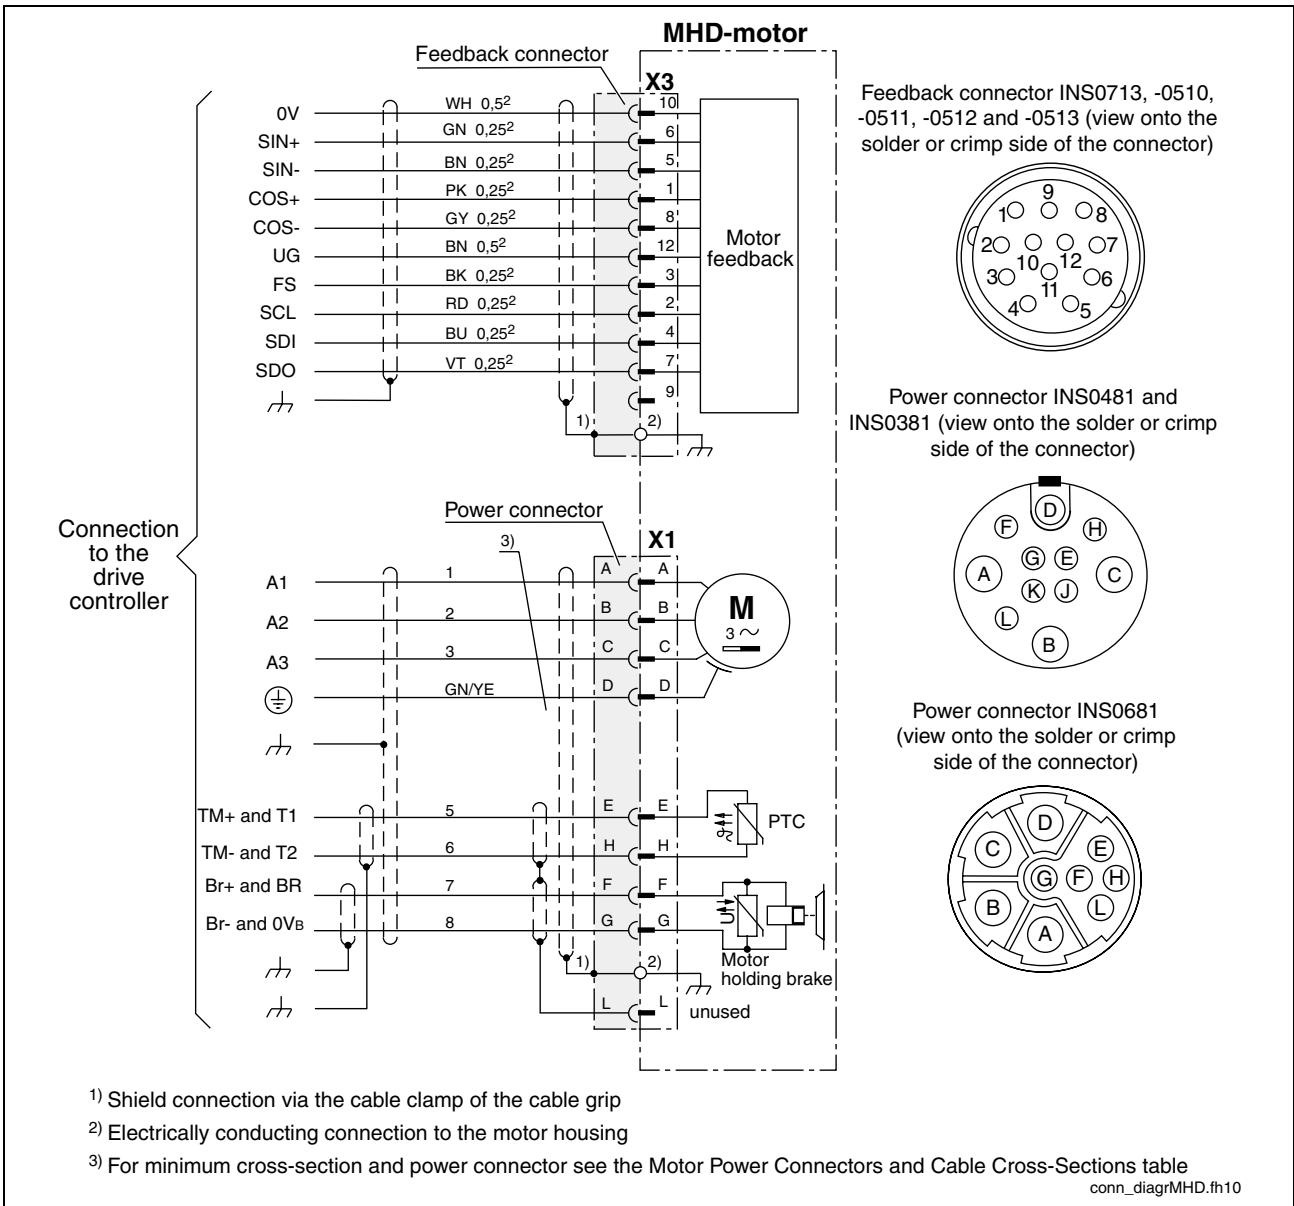 MHD-motor
Feedback connector
X3
0V WH 0,5² 10
SIN+ GN 0,25² 6
SIN- BN 0,25² 5
COS+ PK 0,25² 1
COS- GY 0,25² 8
UG BN 0,5² 12
FS BK 0,25² 3
SCL RD 0,25² 2
SDI BU 0,25² 4
SDO VT 0,25² 7
9
1) 2)
Motor
feedback
Connection
to the
drive
controller
Power connector
3)
X1
A1 1 A A
A2 2 B B
A3 3 C C
GN/YE D D
M
3 ~
TM+ and T1 5 E E
TM- and T2 6 H H
PTC
ϑ
Br+ and BR 7 F F
Br- and 0VB 8 G G
U
Motor
holding brake
1) 2)
L L unused
Feedback connector INS0713, -0510,
-0511, -0512 and -0513 (view onto the
solder or crimp side of the connector)
9
1 8
2 10 12 7
3 11 6
4 5
Power connector INS0481 and
INS0381 (view onto the solder or crimp
side of the connector)
D
F H
G E
A C
K J
L
B
Power connector INS0681
(view onto the solder or crimp
side of the connector)
D
C E
G F H
B L
A
1) Shield connection via the cable clamp of the cable grip
2) Electrically conducting connection to the motor housing
3) For minimum cross-section and power connector see the Motor Power Connectors and Cable Cross-Sections table
conn_diagrMHD.fh10